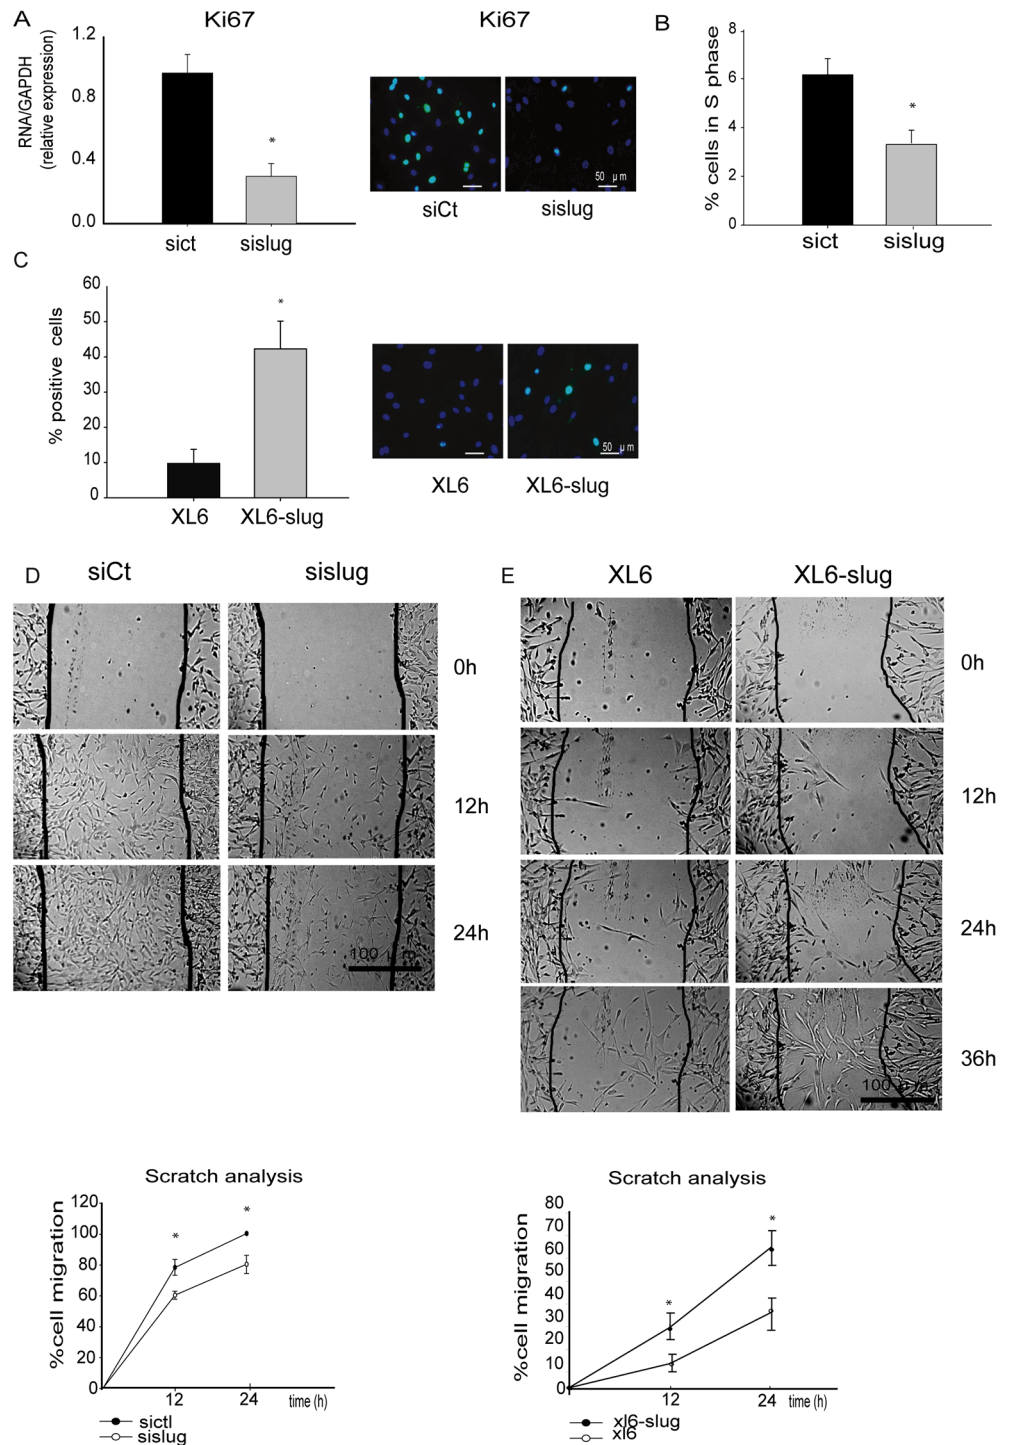 A
Ki67
RNA/GAPDH
(relative expression)
1.2
0.8
0.4
0.0
*
sict
sislug
Ki67
50 μm
siCt
sislug
B
% cells in S phase
8
6
4
2
0
*
sict
sislug
C
% positive cells
60
50
40
30
20
10
0
*
XL6
XL6-slug
50 μm
XL6
XL6-slug
D
siCt
sislug
0h
12h
24h
100 μm
E
XL6
XL6-slug
0h
12h
24h
36h
100 μm
Scratch analysis
%cell migration
120
100
80
60
40
20
0
*
*
12
24
time (h)
sictl
sislug
Scratch analysis
%cell migration
80
70
60
50
40
30
20
10
0
*
*
12
24
time (h)
xl6-slug
xl6